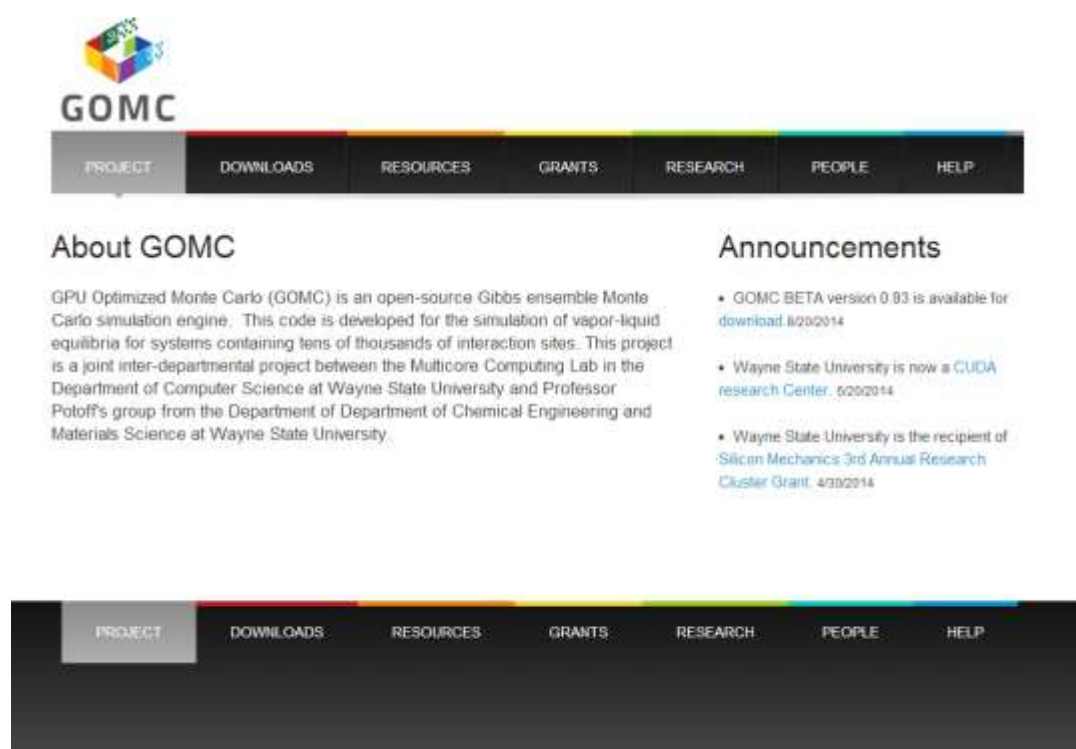 GOMC
PROJECT DOWNLOADS RESOURCES GRANTS RESEARCH PEOPLE HELP
About GOMC
GPU Optimized Monte Carlo (GOMC) is an open-source Gibbs ensemble Monte
Carlo simulation engine. This code is developed for the simulation of vapor-liquid
equilibria for systems containing tens of thousands of interaction sites. This project
is a joint inter-departmental project between the Multicore Computing Lab in the
Department of Computer Science at Wayne State University and Professor
Potoff's group from the Department of Department of Chemical Engineering and
Materials Science at Wayne State University
Announcements
• GOMC BETA version 0.93 is available for
download 8/20/2014
• Wayne State University is now a CUDA
research Center. 5/20/2014
• Wayne State University is the recipient of
Silicon Mechanics 3rd Annual Research
Cluster Grant. 4/30/2014
PROJECT DOWNLOADS RESOURCES GRANTS RESEARCH PEOPLE HELP